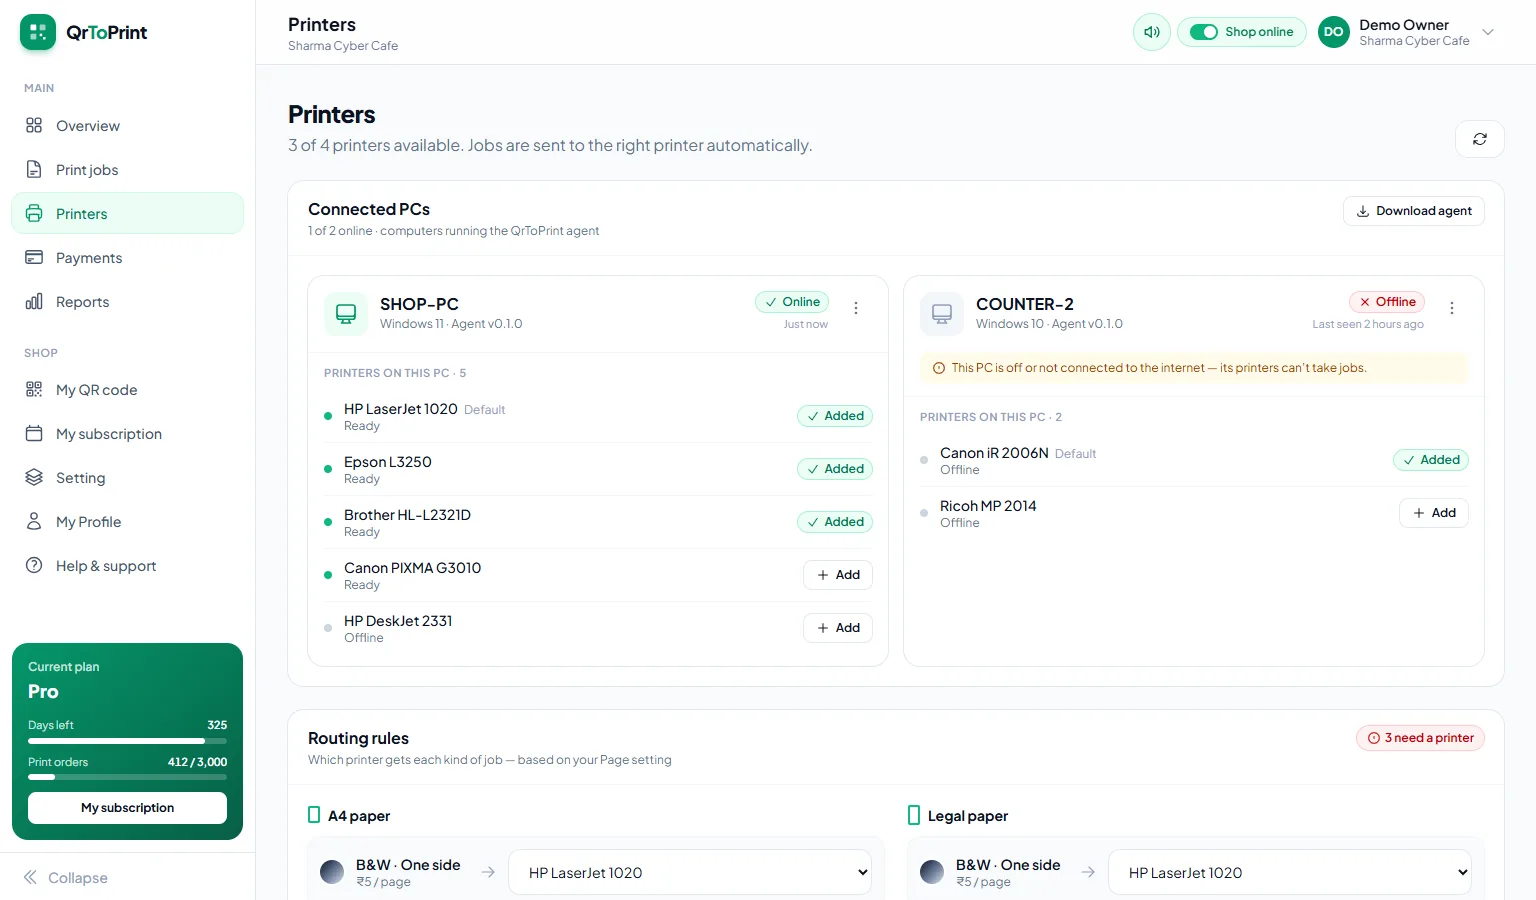 QrToPrint
MAIN
Overview
Print jobs
Printers
Payments
Reports
SHOP
My QR code
My subscription
Setting
My Profile
Help & support
Current plan
Pro
Days left 325
Print orders 412 / 3,000
My subscription
Collapse
Printers
Sharma Cyber Cafe
Shop online
DO
Demo Owner
Sharma Cyber Cafe
Printers
3 of 4 printers available. Jobs are sent to the right printer automatically.
Connected PCs
1 of 2 online · computers running the QrToPrint agent
Download agent
SHOP-PC
Windows 11 · Agent v0.1.0
Online
Just now
PRINTERS ON THIS PC · 5
HP LaserJet 1020 Default
Ready
Added
Epson L3250
Ready
Added
Brother HL-L2321D
Ready
Added
Canon PIXMA G3010
Ready
Add
HP DeskJet 2331
Offline
Add
COUNTER-2
Windows 10 · Agent v0.1.0
Offline
Last seen 2 hours ago
This PC is off or not connected to the internet — its printers can't take jobs.
PRINTERS ON THIS PC · 2
Canon iR 2006N Default
Offline
Added
Ricoh MP 2014
Offline
Add
Routing rules
Which printer gets each kind of job — based on your Page setting
3 need a printer
A4 paper
B&W · One side
₹5 / page
HP LaserJet 1020
Legal paper
B&W · One side
₹5 / page
HP LaserJet 1020